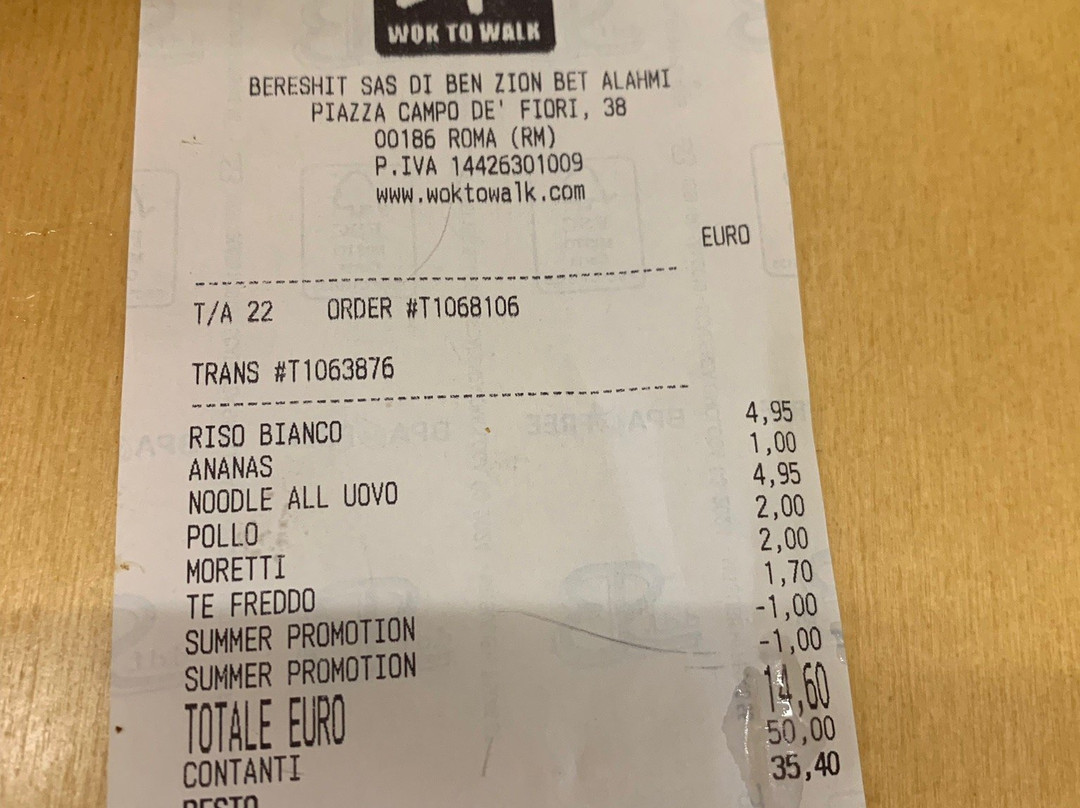 WOK TO WALK
BERESHIT SAS DI BEN ZION BET ALAHMI
PIAZZA CAMPO DE' FIORI, 38
00186 ROMA (RM)
P.IVA 14426301009
www.woktowalk.com
EURO
T/A 22 ORDER #T1068106
TRANS #T1063876
RISO BIANCO 4,95
ANANAS 1,00
NOODLE ALL UOVO 4,95
POLLO 2,00
MORETTI 2,00
TE FREDDO 1,70
SUMMER PROMOTION -1,00
SUMMER PROMOTION -1,00
TOTALE EURO 14,60
CONTANTI 50,00
RESTO 35,40